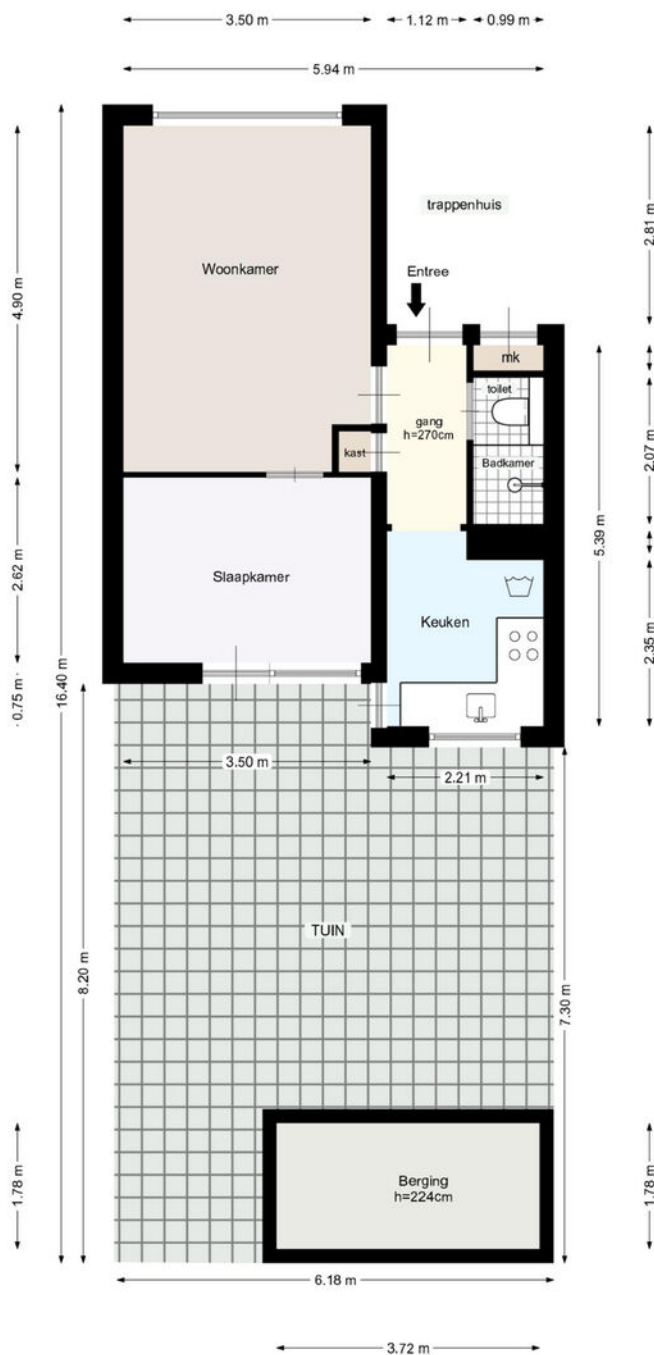 3.50 m
1.12 m
0.99 m
5.94 m
trappenhuis
2.81 m
Woonkamer
4.90 m
Entree
mk
toilet
gang
h=270cm
kast
Badkamer
2.07 m
5.39 m
2.62 m
Slaapkamer
Keuken
2.35 m
16.40 m
0.75 m
3.50 m
2.21 m
TUIN
8.20 m
7.30 m
1.78 m
Berging
h=224cm
1.78 m
6.18 m
3.72 m